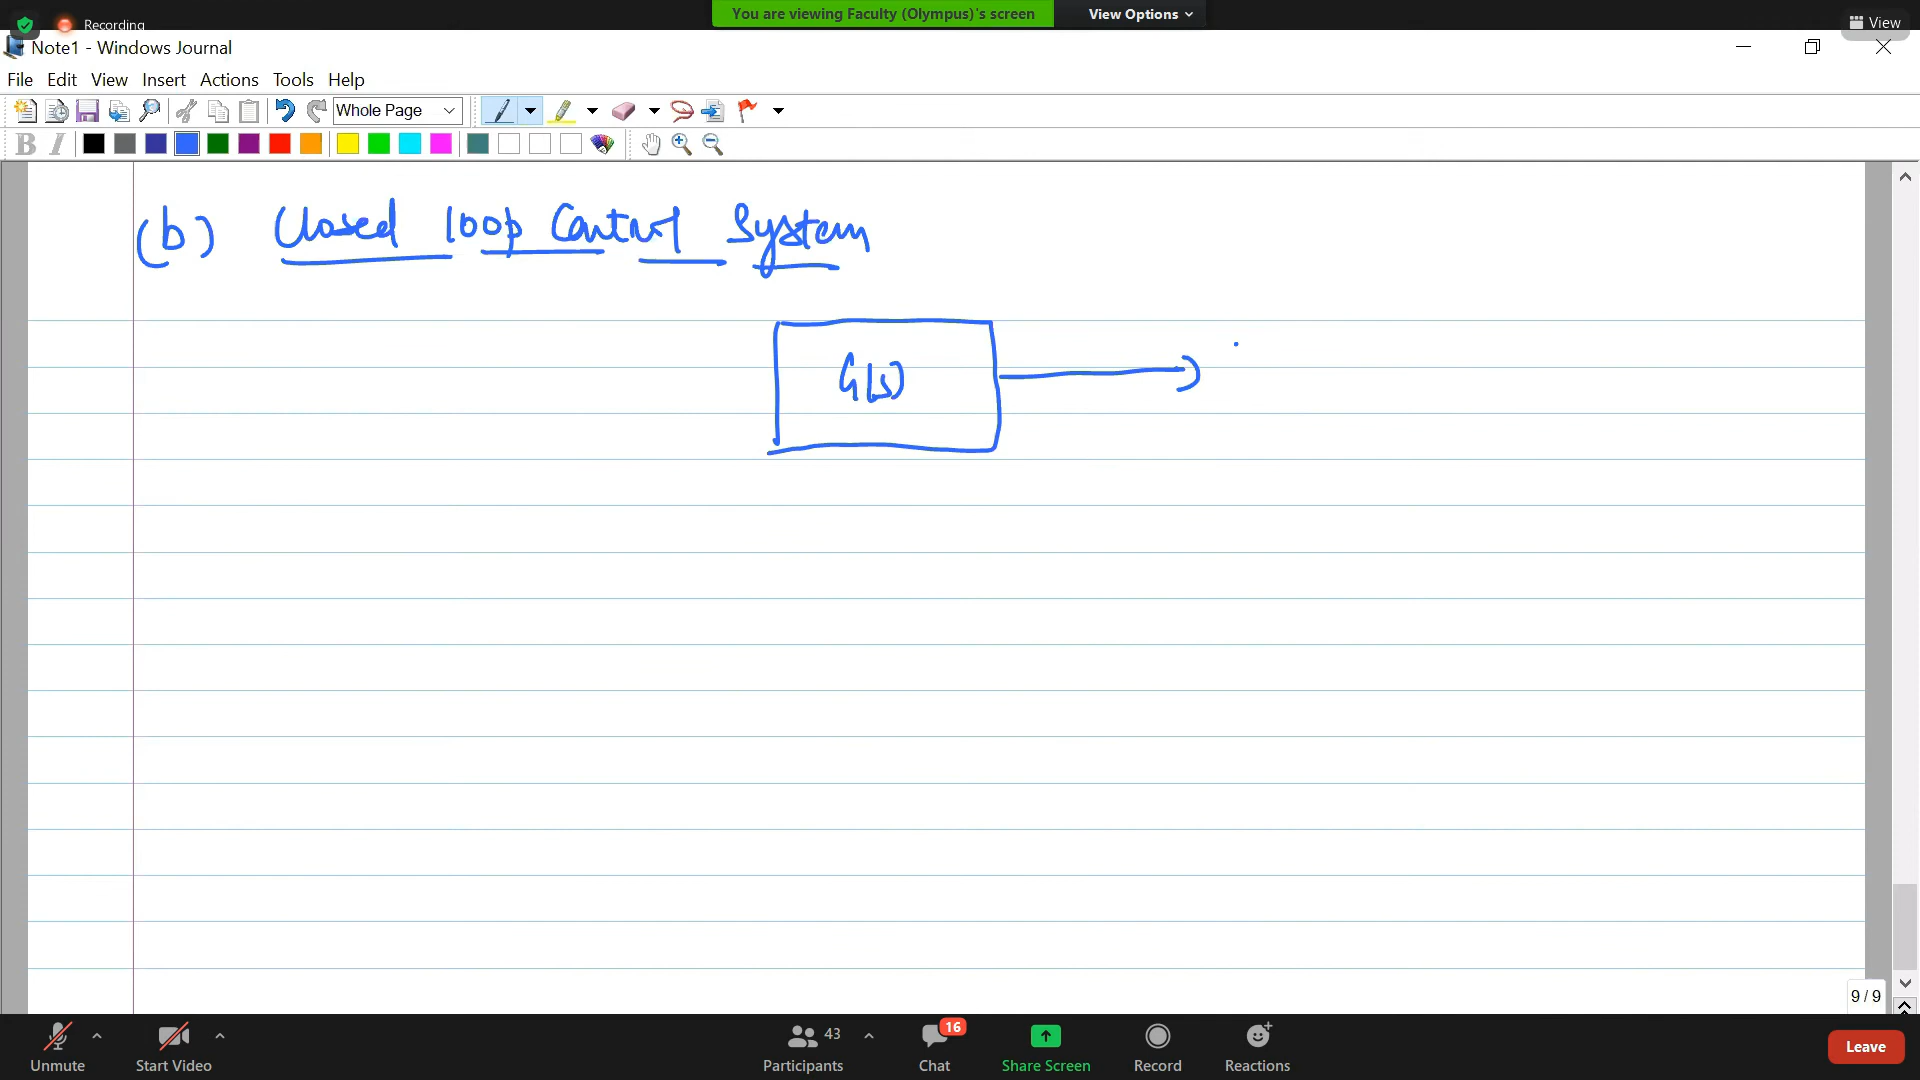 You are viewing Faculty (Olympus)'s screen View Options
Recording
View
Note1 - Windows Journal
File Edit View Insert Actions Tools Help
Whole Page
B I
(b) Closed loop Control System
G(s)
9 / 9
43
16
Unmute Start Video Participants Chat Share Screen Record Reactions Leave